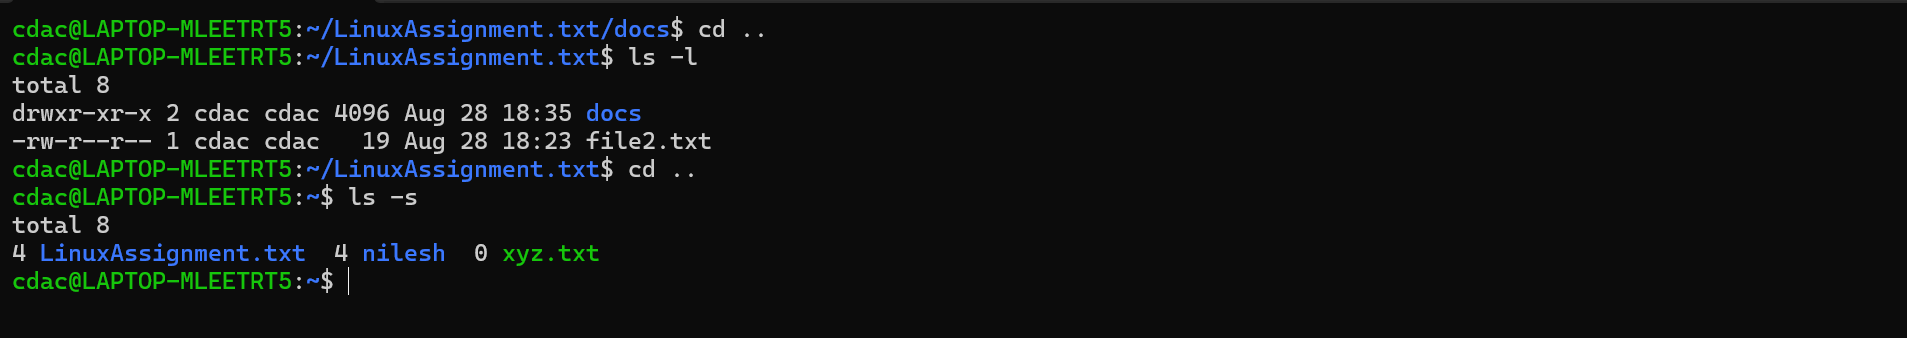 cdac@LAPTOP-MLEETRT5:~/LinuxAssignment.txt/docs$ cd ..
cdac@LAPTOP-MLEETRT5:~/LinuxAssignment.txt$ ls -l
total 8
drwxr-xr-x 2 cdac cdac 4096 Aug 28 18:35 docs
-rw-r--r-- 1 cdac cdac   19 Aug 28 18:23 file2.txt
cdac@LAPTOP-MLEETRT5:~/LinuxAssignment.txt$ cd ..
cdac@LAPTOP-MLEETRT5:~$ ls -s
total 8
4 LinuxAssignment.txt  4 nilesh  0 xyz.txt
cdac@LAPTOP-MLEETRT5:~$